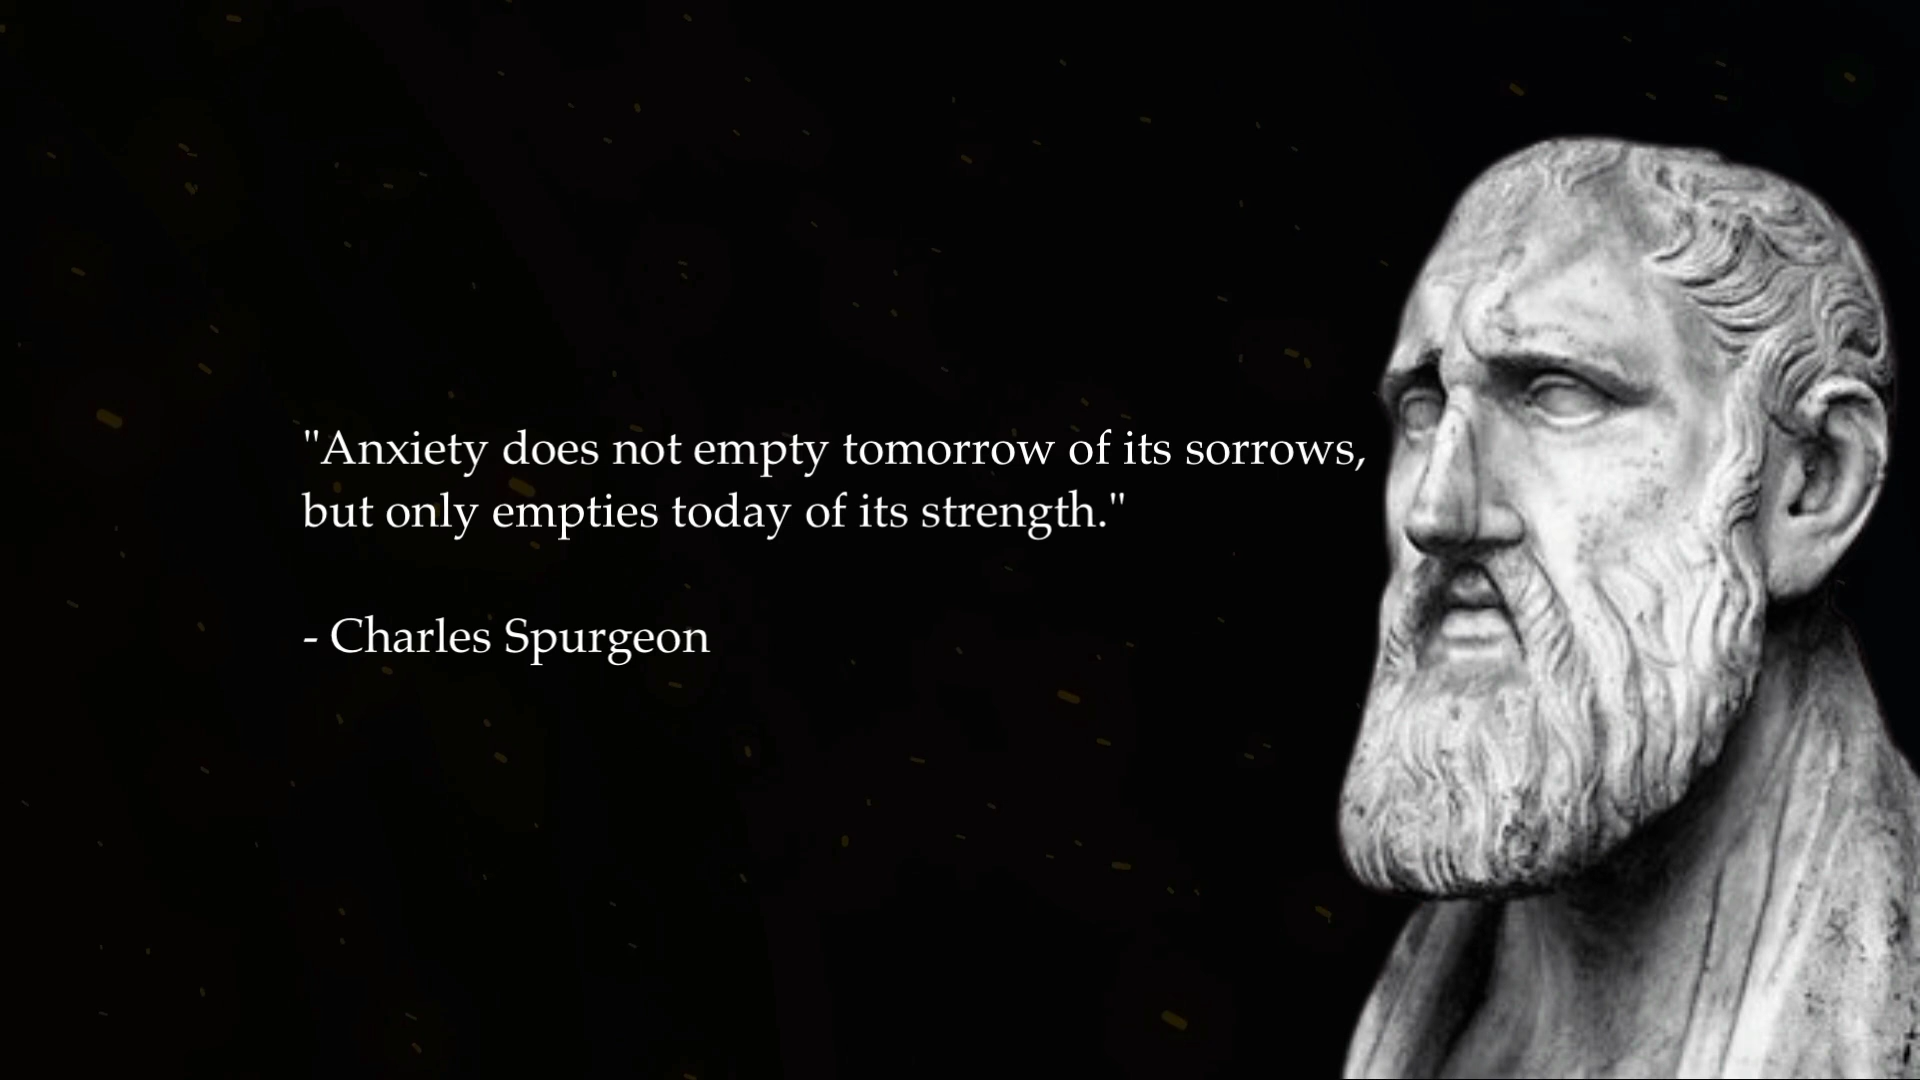 "Anxiety does not empty tomorrow of its sorrows,
but only empties today of its strength."
- Charles Spurgeon